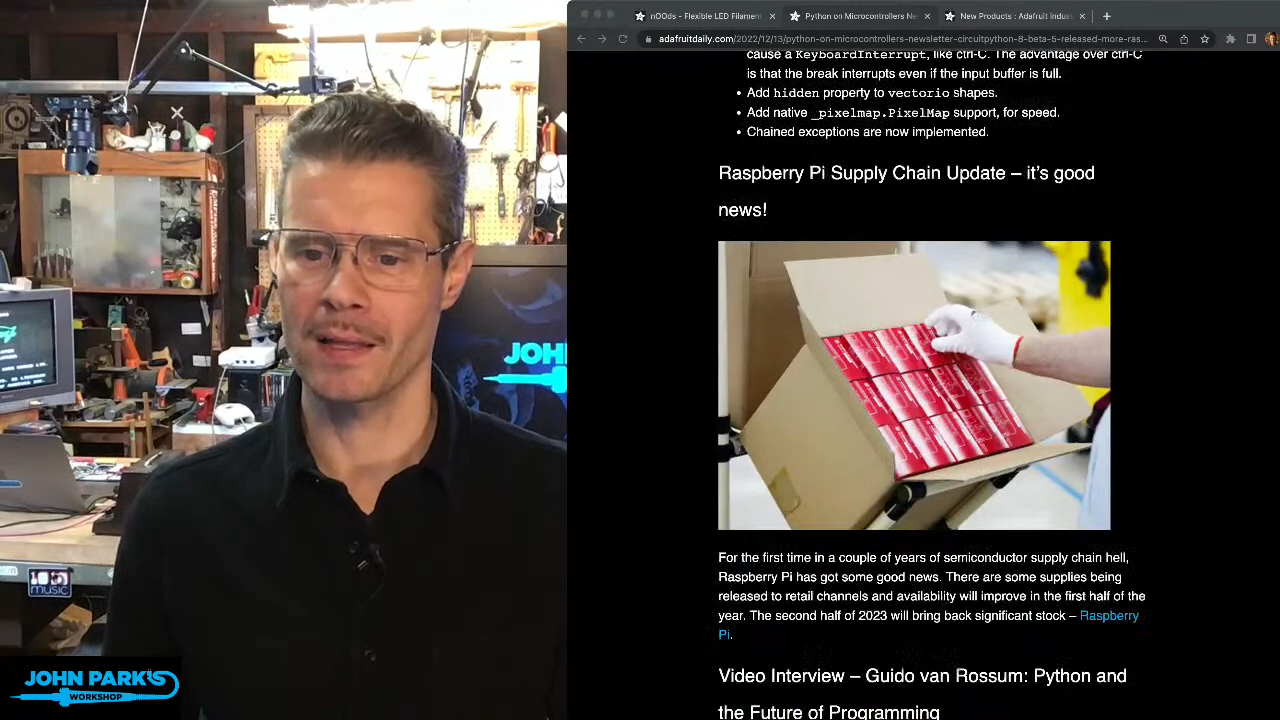 nOOds - Flexible LED Filamen
Python on Microcontrollers Ne
New Products : Adafruit Indus
adafruitdaily.com/2022/12/13/python-on-microcontrollers-newsletter-circuitpython-8-beta-5-released-more-ras...
cause a KeyboardInterrupt, like ctrl-C. The advantage over ctrl-C
is that the break interrupts even if the input buffer is full.
• Add hidden property to vectorio shapes.
• Add native _pixelmap.PixelMap support, for speed.
• Chained exceptions are now implemented.
Raspberry Pi Supply Chain Update – it’s good
news!
For the first time in a couple of years of semiconductor supply chain hell,
Raspberry Pi has got some good news. There are some supplies being
released to retail channels and availability will improve in the first half of the
year. The second half of 2023 will bring back significant stock – Raspberry
Pi.
Video Interview – Guido van Rossum: Python and
the Future of Programming
JOHN
music
JOHN PARK'S
WORKSHOP